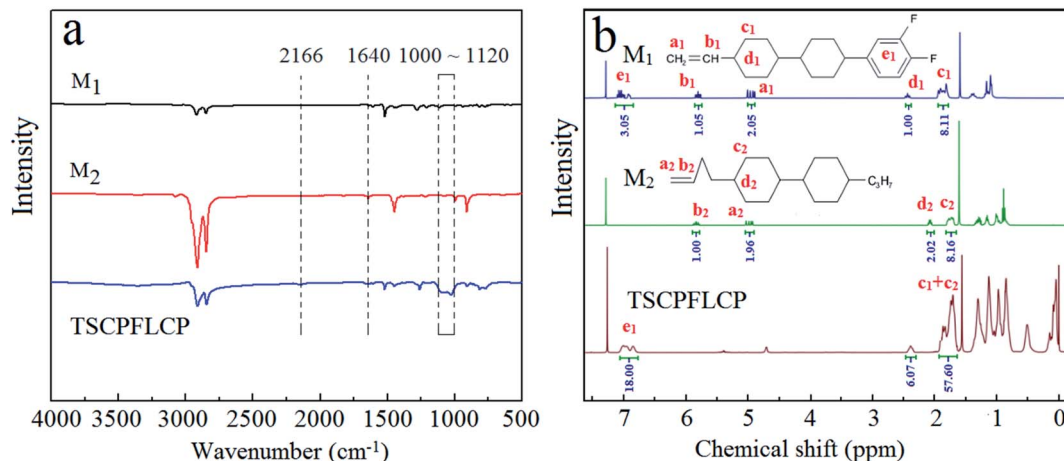 a
2166 1640 1000 ~ 1120
M1
M2
TSCPFLCP
Intensity
4000 3500 3000 2500 2000 1500 1000 500
Wavenumber (cm-1)
b
M1
a1 b1 c1
CH2 CH
d1
e1
F
F
e1 b1 a1 d1 c1
3.05 1.05 2.05 1.00 8.11
M2
a2 b2 c2
d2
C3H7
b2 a2 d2 c2
1.00 1.96 2.02 8.16
TSCPFLCP
e1 c1+c2
18.00 6.07 57.60
Intensity
7 6 5 4 3 2 1 0
Chemical shift (ppm)